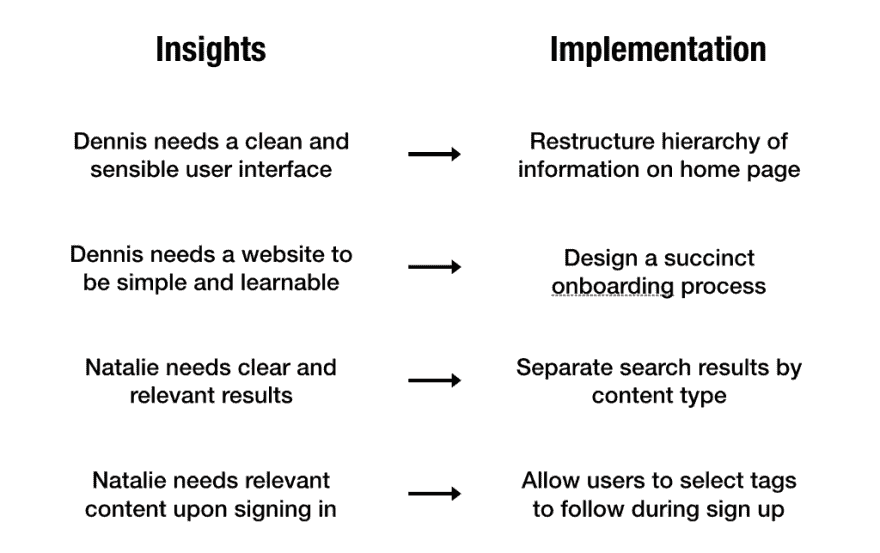 Insights
Implementation
Dennis needs a clean and
sensible user interface
Restructure hierarchy of
information on home page
Dennis needs a website to
be simple and learnable
Design a succinct
onboarding process
Natalie needs clear and
relevant results
Separate search results by
content type
Natalie needs relevant
content upon signing in
Allow users to select tags
to follow during sign up